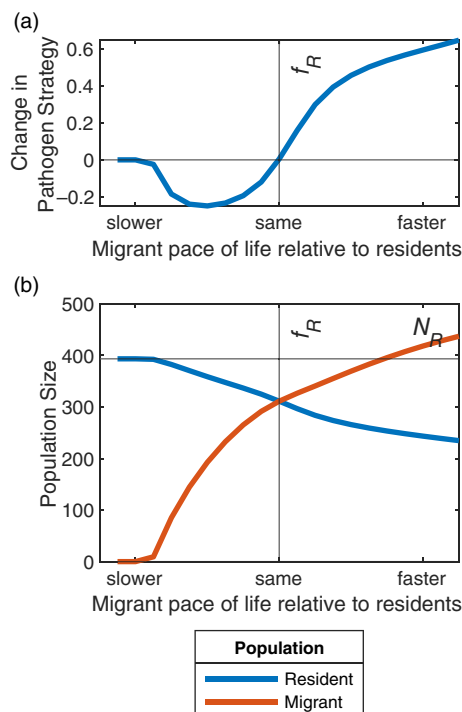 (a)
Change in
Pathogen Strategy
0.6
0.4
0.2
0
−0.2
f_R
slower same faster
Migrant pace of life relative to residents
(b)
500
400
300
200
100
0
Population Size
f_R
N_R
slower same faster
Migrant pace of life relative to residents
Population
Resident
Migrant